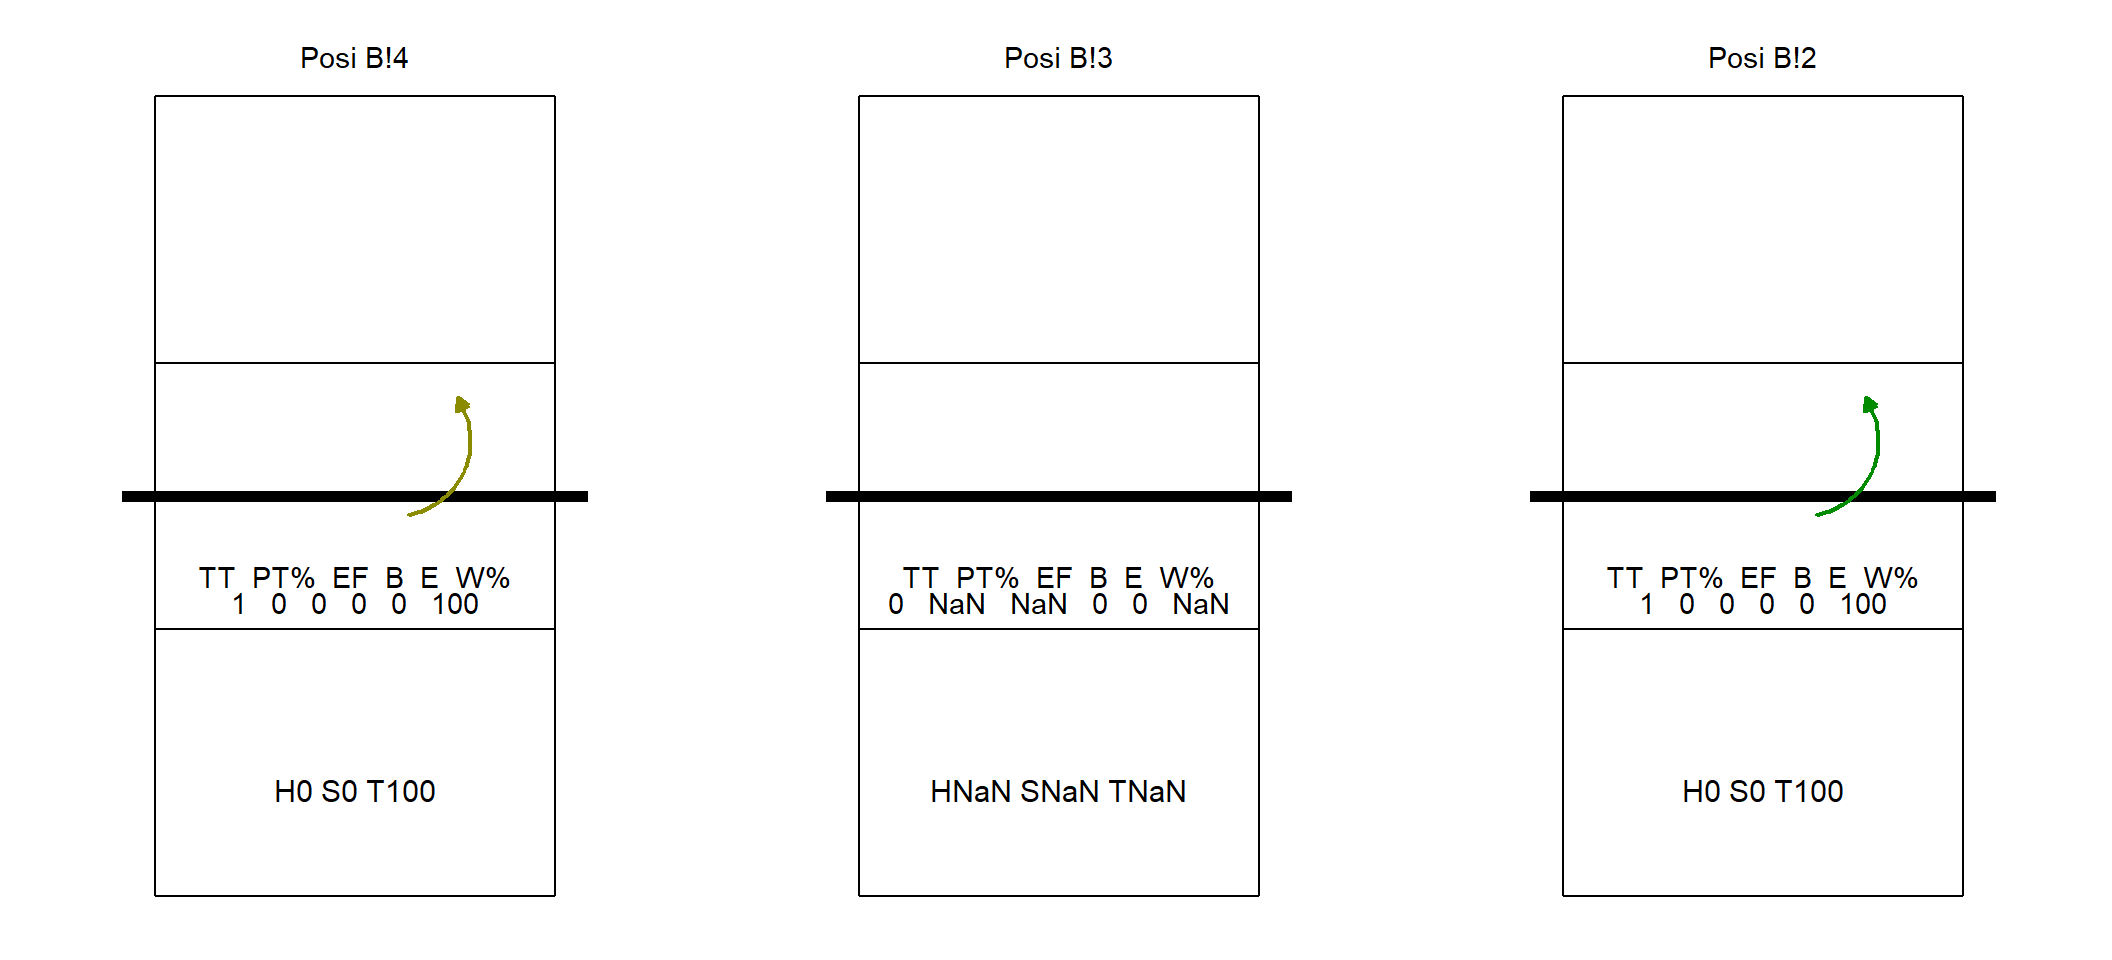 Posi B!4
TT PT% EF B E W%
1 0 0 0 0 100
H0 S0 T100
Posi B!3
TT PT% EF B E W%
0 NaN NaN 0 0 NaN
HNaN SNaN TNaN
Posi B!2
TT PT% EF B E W%
1 0 0 0 0 100
H0 S0 T100